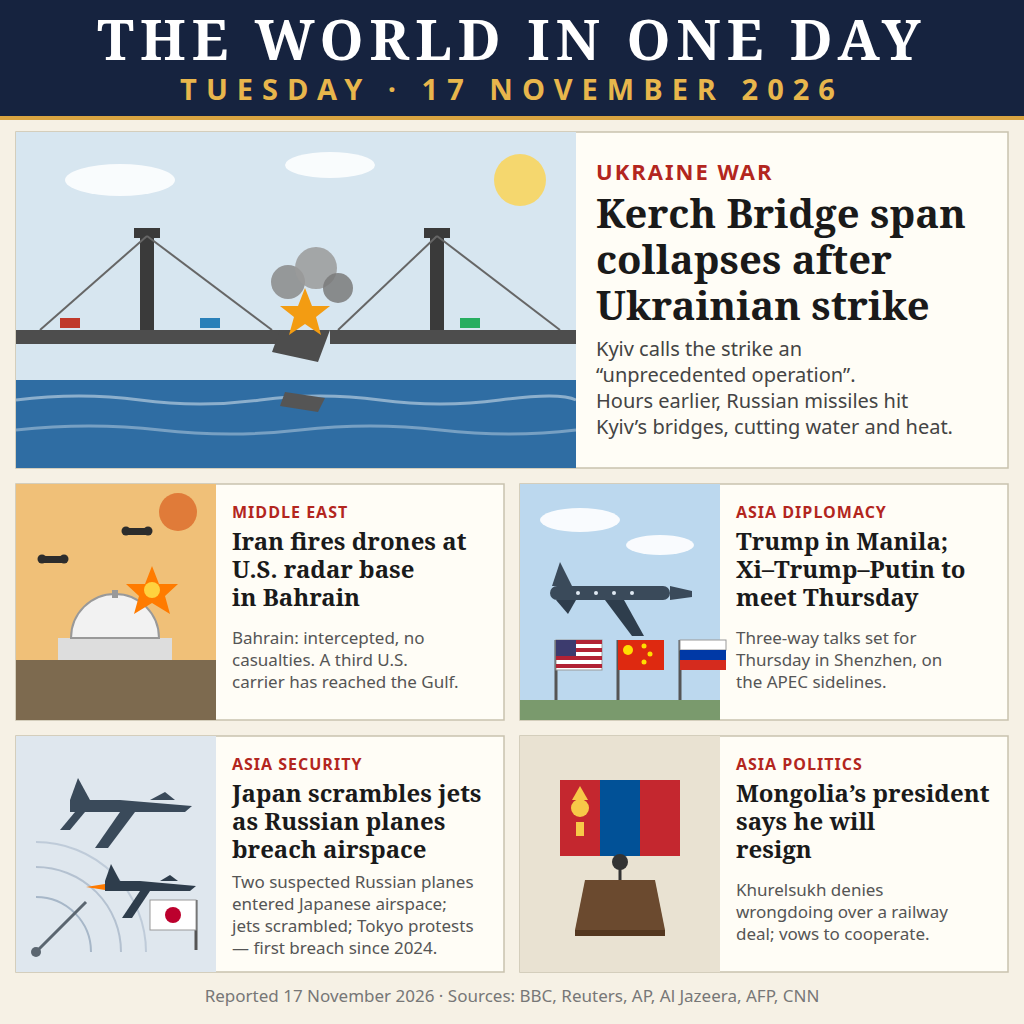 THE WORLD IN ONE DAY
TUESDAY · 17 NOVEMBER 2026
UKRAINE WAR
Kerch Bridge span
collapses after
Ukrainian strike
Kyiv calls the strike an
“unprecedented operation”.
Hours earlier, Russian missiles hit
Kyiv’s bridges, cutting water and heat.
MIDDLE EAST
Iran fires drones at
U.S. radar base
in Bahrain
Bahrain: intercepted, no
casualties. A third U.S.
carrier has reached the Gulf.
ASIA DIPLOMACY
Trump in Manila;
Xi–Trump–Putin to
meet Thursday
Three-way talks set for
Thursday in Shenzhen, on
the APEC sidelines.
ASIA SECURITY
Japan scrambles jets
as Russian planes
breach airspace
Two suspected Russian planes
entered Japanese airspace;
jets scrambled; Tokyo protests
— first breach since 2024.
ASIA POLITICS
Mongolia’s president
says he will
resign
Khurelsukh denies
wrongdoing over a railway
deal; vows to cooperate.
Reported 17 November 2026 · Sources: BBC, Reuters, AP, Al Jazeera, AFP, CNN